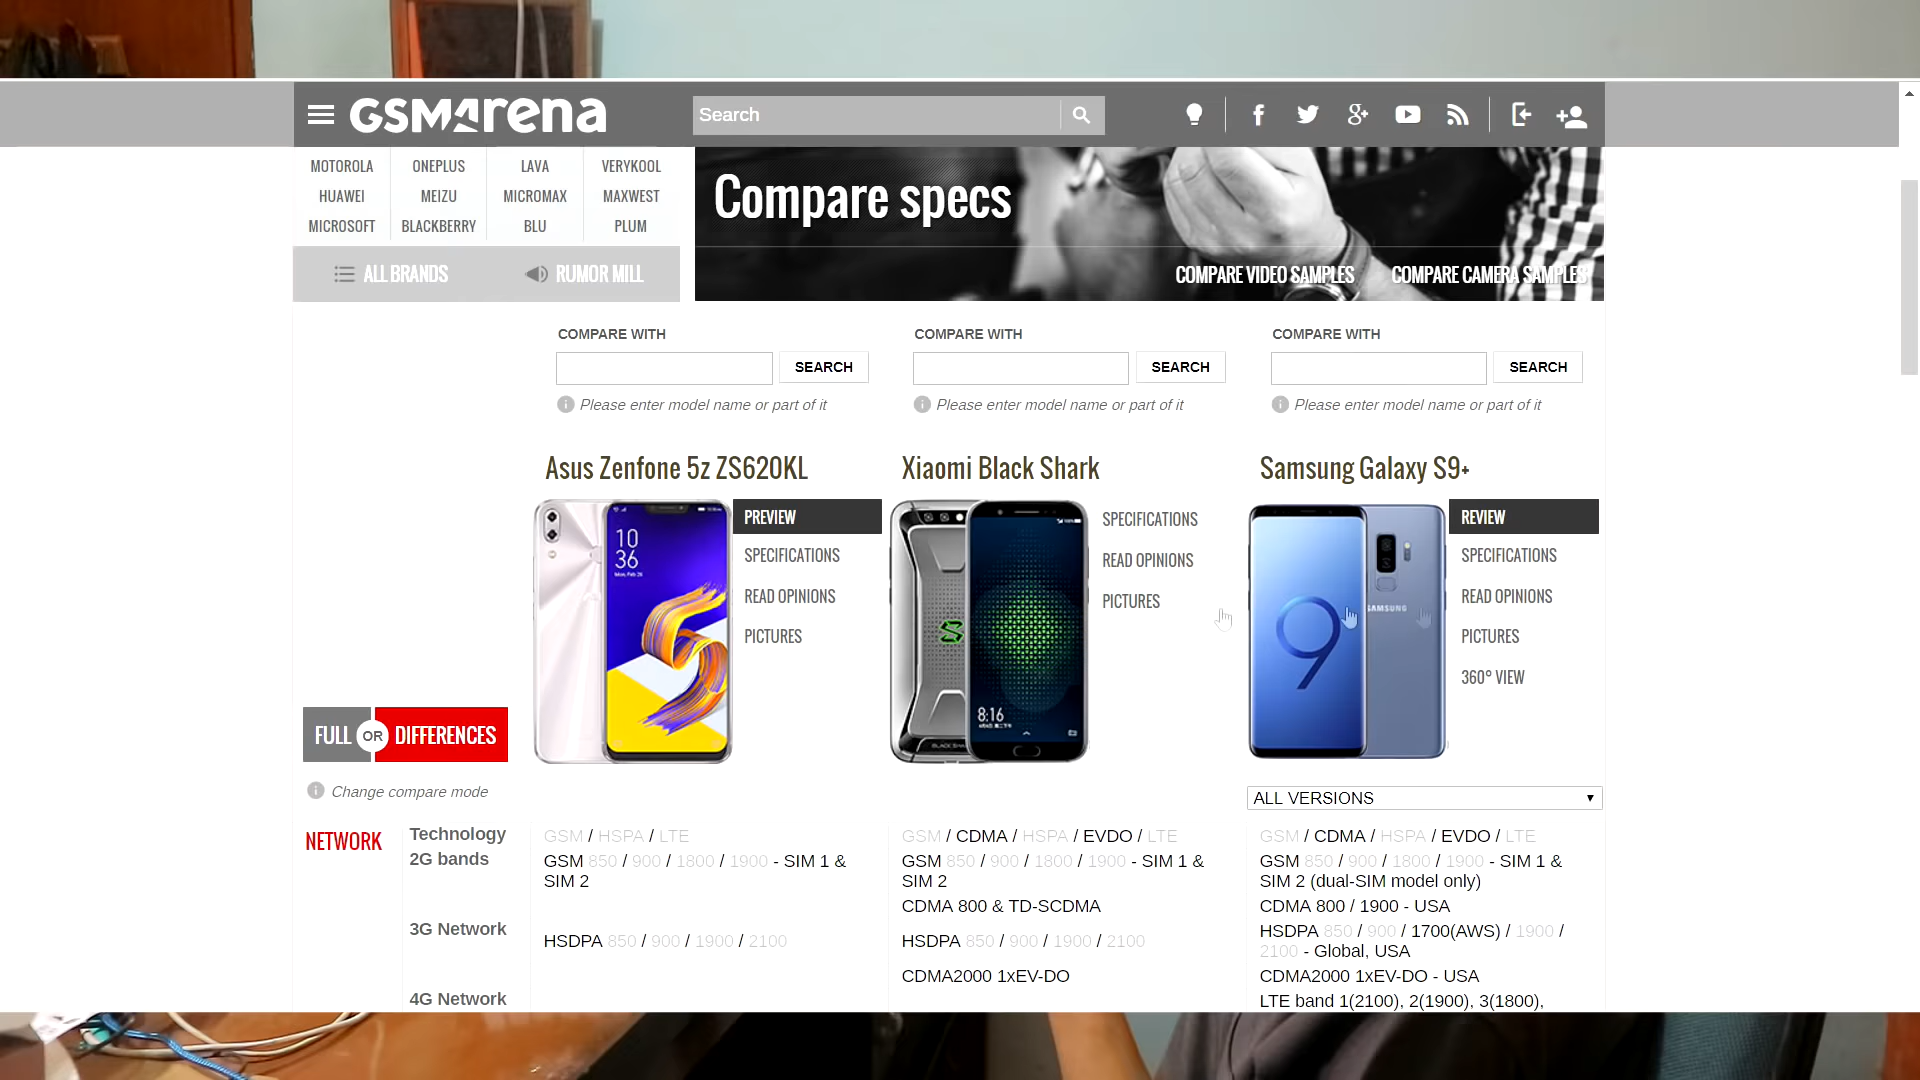 GSMArena
Search
MOTOROLA ONEPLUS LAVA VERYKOOL
HUAWEI MEIZU MICROMAX MAXWEST
MICROSOFT BLACKBERRY BLU PLUM
ALL BRANDS RUMOR MILL
Compare specs
COMPARE VIDEO SAMPLES COMPARE CAMERA SAMPLES
COMPARE WITH COMPARE WITH COMPARE WITH
SEARCH SEARCH SEARCH
Please enter model name or part of it Please enter model name or part of it Please enter model name or part of it
Asus Zenfone 5z ZS620KL Xiaomi Black Shark Samsung Galaxy S9+
PREVIEW
SPECIFICATIONS
READ OPINIONS
PICTURES
10
36
SPECIFICATIONS
READ OPINIONS
PICTURES
8:16
REVIEW
SPECIFICATIONS
READ OPINIONS
PICTURES
360° VIEW
9
SAMSUNG
FULL OR DIFFERENCES
Change compare mode
ALL VERSIONS
NETWORK Technology GSM / HSPA / LTE GSM / CDMA / HSPA / EVDO / LTE GSM / CDMA / HSPA / EVDO / LTE
2G bands GSM 850 / 900 / 1800 / 1900 - SIM 1 & GSM 850 / 900 / 1800 / 1900 - SIM 1 & GSM 850 / 900 / 1800 / 1900 - SIM 1 &
SIM 2 SIM 2 SIM 2 (dual-SIM model only)
CDMA 800 & TD-SCDMA CDMA 800 / 1900 - USA
3G Network HSDPA 850 / 900 / 1900 / 2100 HSDPA 850 / 900 / 1900 / 2100 HSDPA 850 / 900 / 1700(AWS) / 1900 /
2100 - Global, USA
CDMA2000 1xEV-DO CDMA2000 1xEV-DO - USA
4G Network LTE band 1(2100), 2(1900), 3(1800),